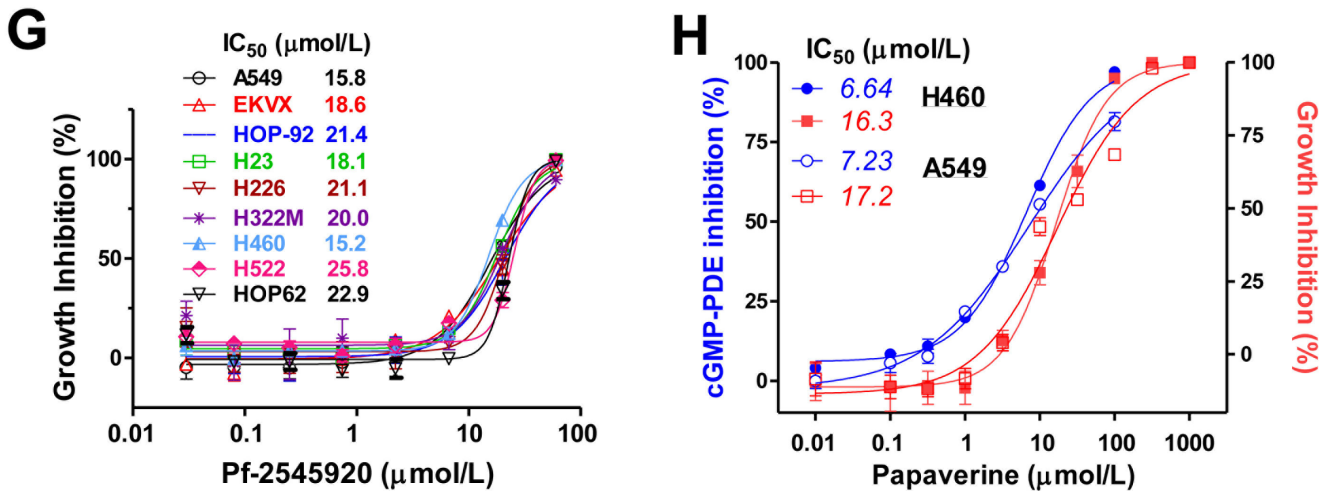 G
IC50 (μmol/L)
A549 15.8
EKVX 18.6
HOP-92 21.4
H23 18.1
H226 21.1
H322M 20.0
H460 15.2
H522 25.8
HOP62 22.9
Growth Inhibition (%)
100
50
0
0.01 0.1 1 10 100
Pf-2545920 (μmol/L)
H
IC50 (μmol/L)
6.64 H460
16.3
7.23 A549
17.2
cGMP-PDE inhibition (%)
100
75
50
25
0
Growth Inhibition (%)
100
75
50
25
0
0.01 0.1 1 10 100 1000
Papaverine (μmol/L)